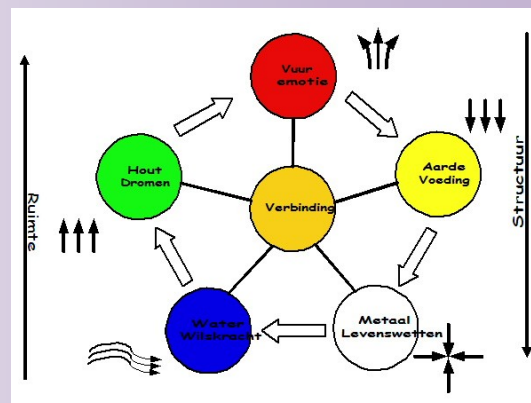 Vuur
emotie
Hout
Dromen
Aarde
Voeding
Verbinding
Water
Wilskracht
Metaal
Levenswetten
Ruimte
Structuur